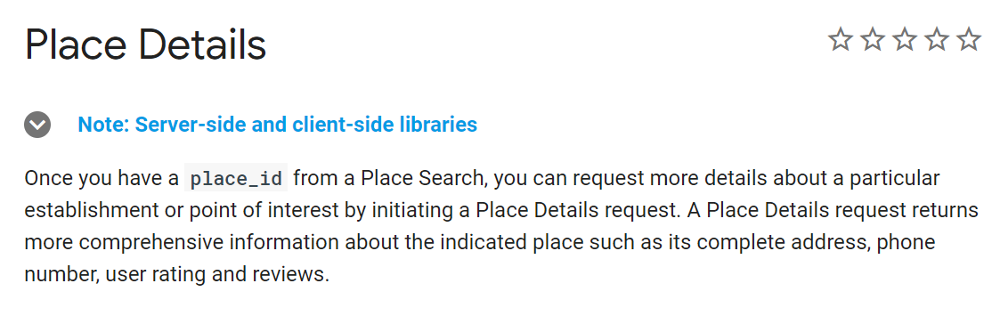 Place Details
Note: Server-side and client-side libraries
Once you have a place_id from a Place Search, you can request more details about a particular
establishment or point of interest by initiating a Place Details request. A Place Details request returns
more comprehensive information about the indicated place such as its complete address, phone
number, user rating and reviews.